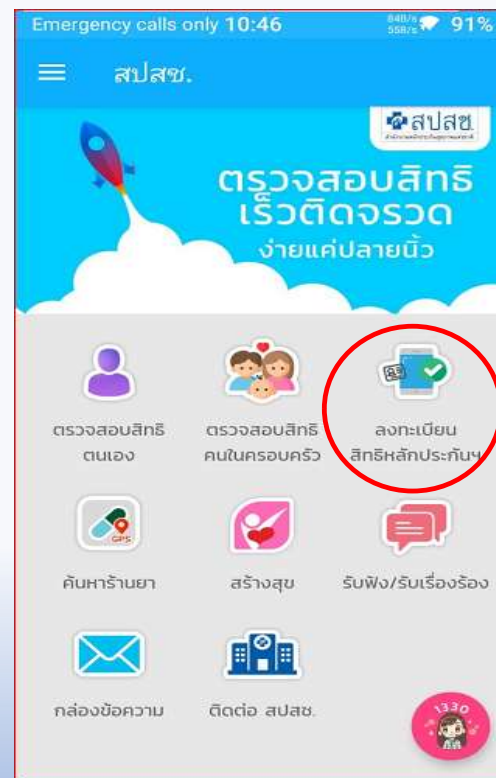 Emergency calls only 10:46
91%
สปสช.
สปสช.
ตรวจสอบสิทธิ
เร็วติดจรวด
ง่ายแค่ปลายนิ้ว
ตรวจสอบสิทธิ
ตนเอง
ตรวจสอบสิทธิ
คนในครอบครัว
ลงทะเบียน
สิทธิหลักประกันฯ
GPS
ค้นหาร้านยา
สร้างสุข
รับฟัง/รับเรื่องร้อง
กล่องข้อความ
ติดต่อ สปสช.
1330